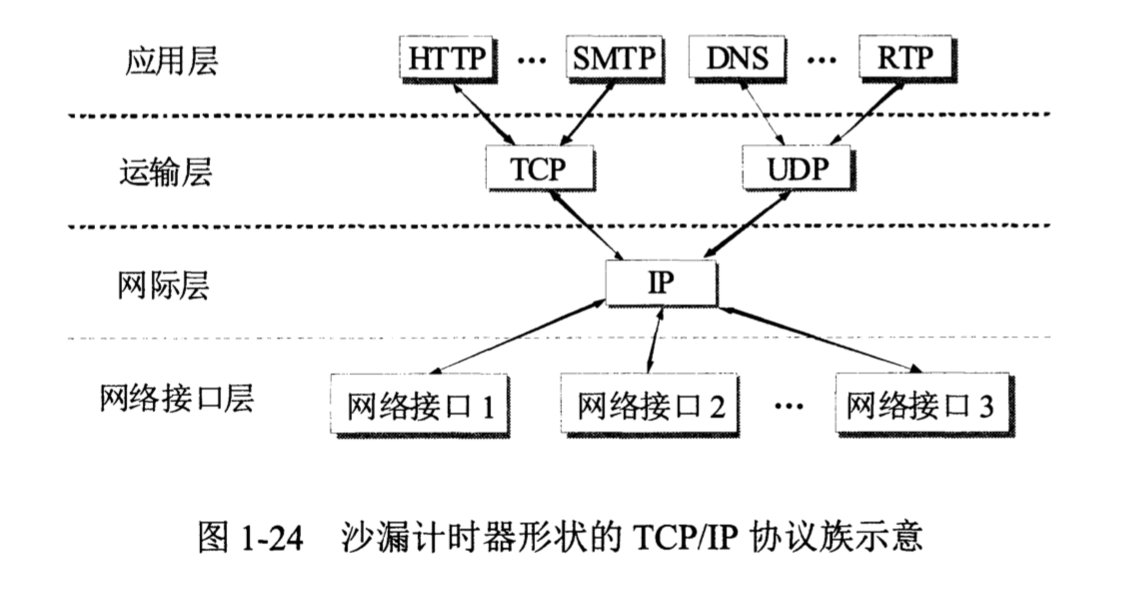 应用层 HTTP … SMTP DNS … RTP
运输层 TCP UDP
网际层 IP
网络接口层 网络接口 1 网络接口 2 … 网络接口 3
图 1-24 沙漏计时器形状的 TCP/IP 协议族示意